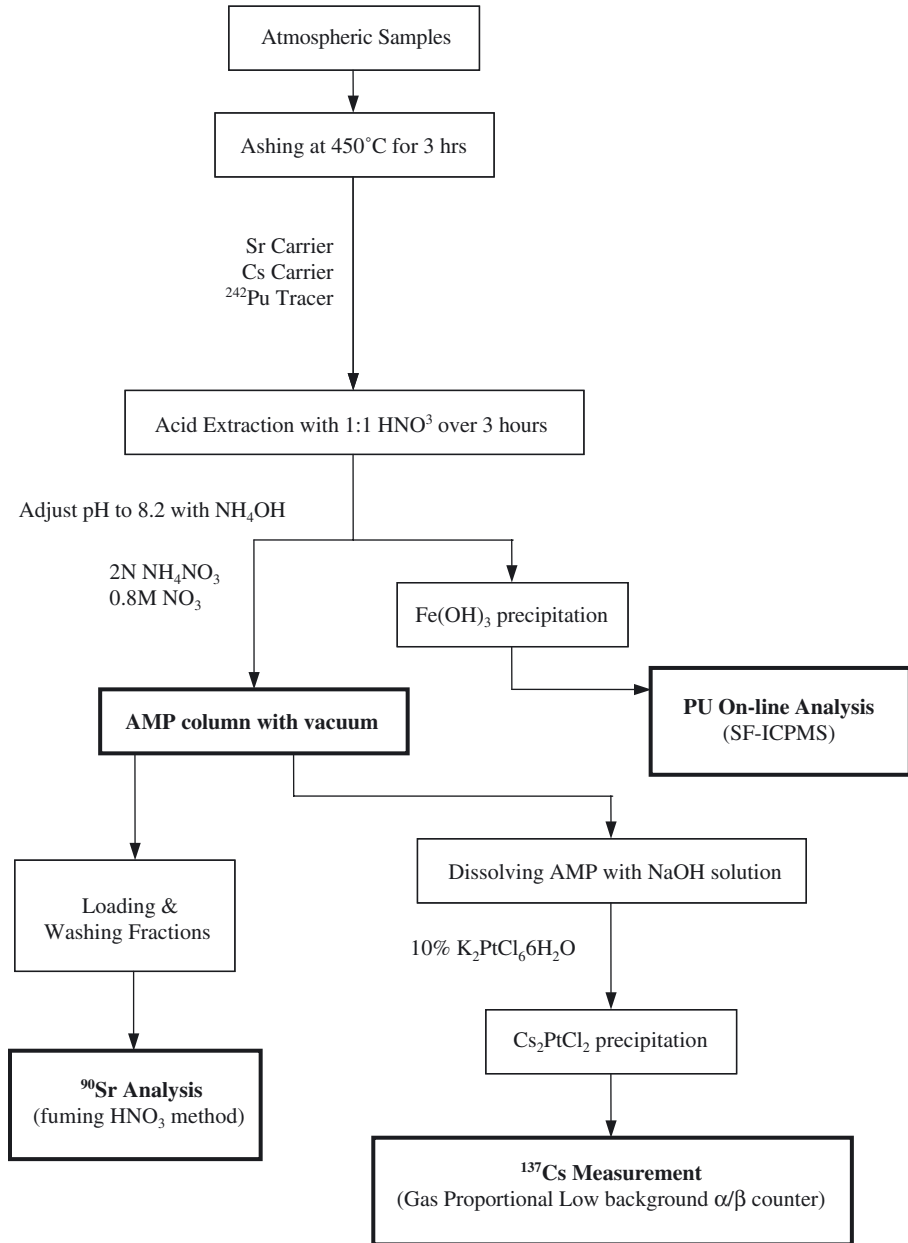 Atmospheric Samples
Ashing at 450°C for 3 hrs
Sr Carrier
Cs Carrier
²⁴²Pu Tracer
Acid Extraction with 1:1 HNO³ over 3 hours
Adjust pH to 8.2 with NH₄OH
2N NH₄NO₃
0.8M NO₃
Fe(OH)₃ precipitation
AMP column with vacuum
PU On-line Analysis
(SF-ICPMS)
Loading &
Washing Fractions
Dissolving AMP with NaOH solution
10% K₂PtCl₆6H₂O
Cs₂PtCl₂ precipitation
⁹⁰Sr Analysis
(fuming HNO₃ method)
¹³⁷Cs Measurement
(Gas Proportional Low background α/β counter)